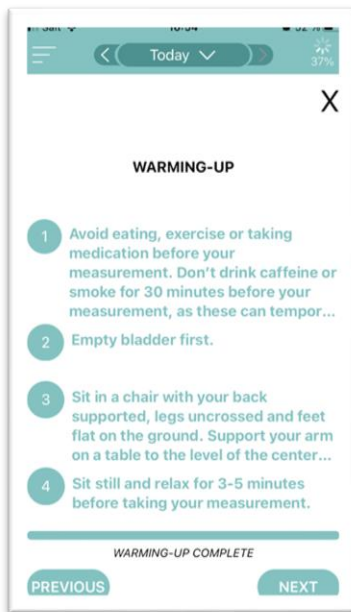 Today
37%
X
WARMING-UP
1
Avoid eating, exercise or taking
medication before your
measurement. Don't drink caffeine or
smoke for 30 minutes before your
measurement, as these can tempor...
2
Empty bladder first.
3
Sit in a chair with your back
supported, legs uncrossed and feet
flat on the ground. Support your arm
on a table to the level of the center...
4
Sit still and relax for 3-5 minutes
before taking your measurement.
WARMING-UP COMPLETE
PREVIOUS
NEXT